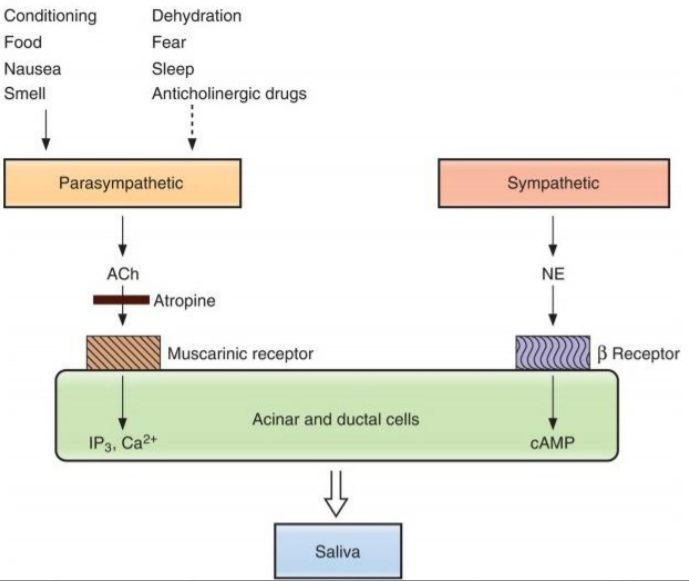 Conditioning
Food
Nausea
Smell
Dehydration
Fear
Sleep
Anticholinergic drugs
Parasympathetic
Sympathetic
ACh
NE
Atropine
Muscarinic receptor
β Receptor
Acinar and ductal cells
IP₃, Ca²⁺
cAMP
Saliva